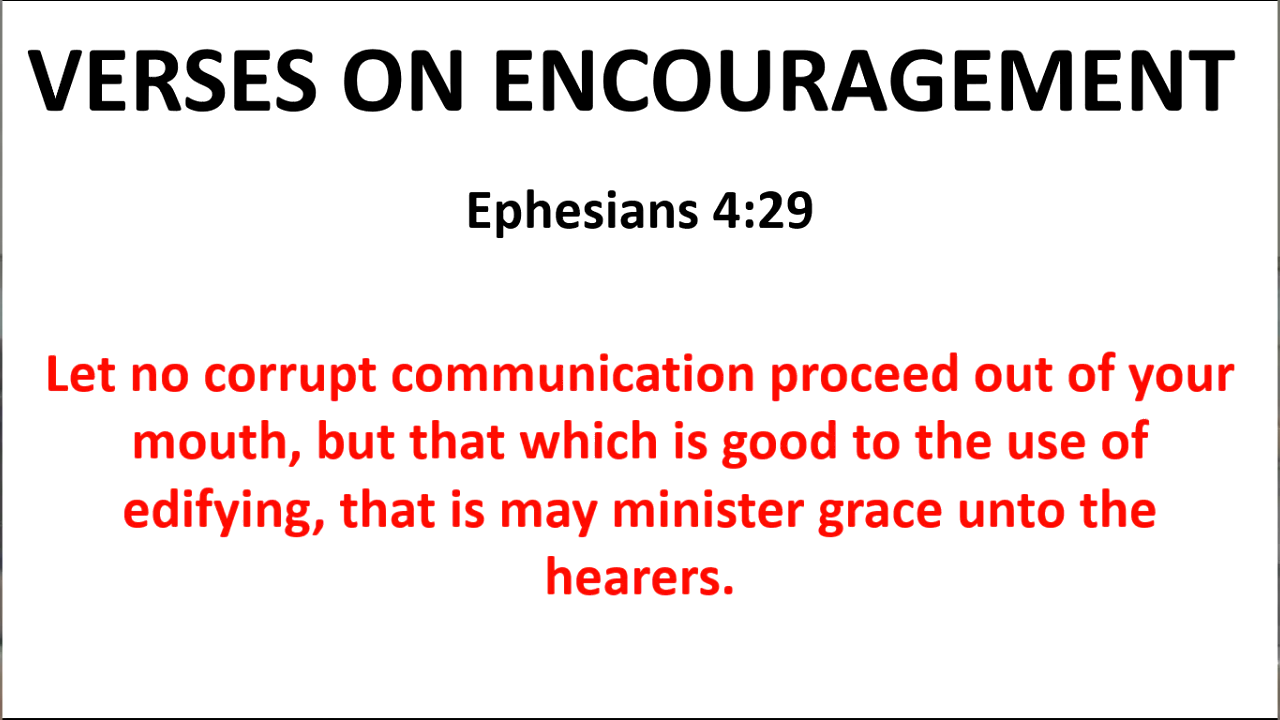 VERSES ON ENCOURAGEMENT
Ephesians 4:29
Let no corrupt communication proceed out of your
mouth, but that which is good to the use of
edifying, that is may minister grace unto the
hearers.